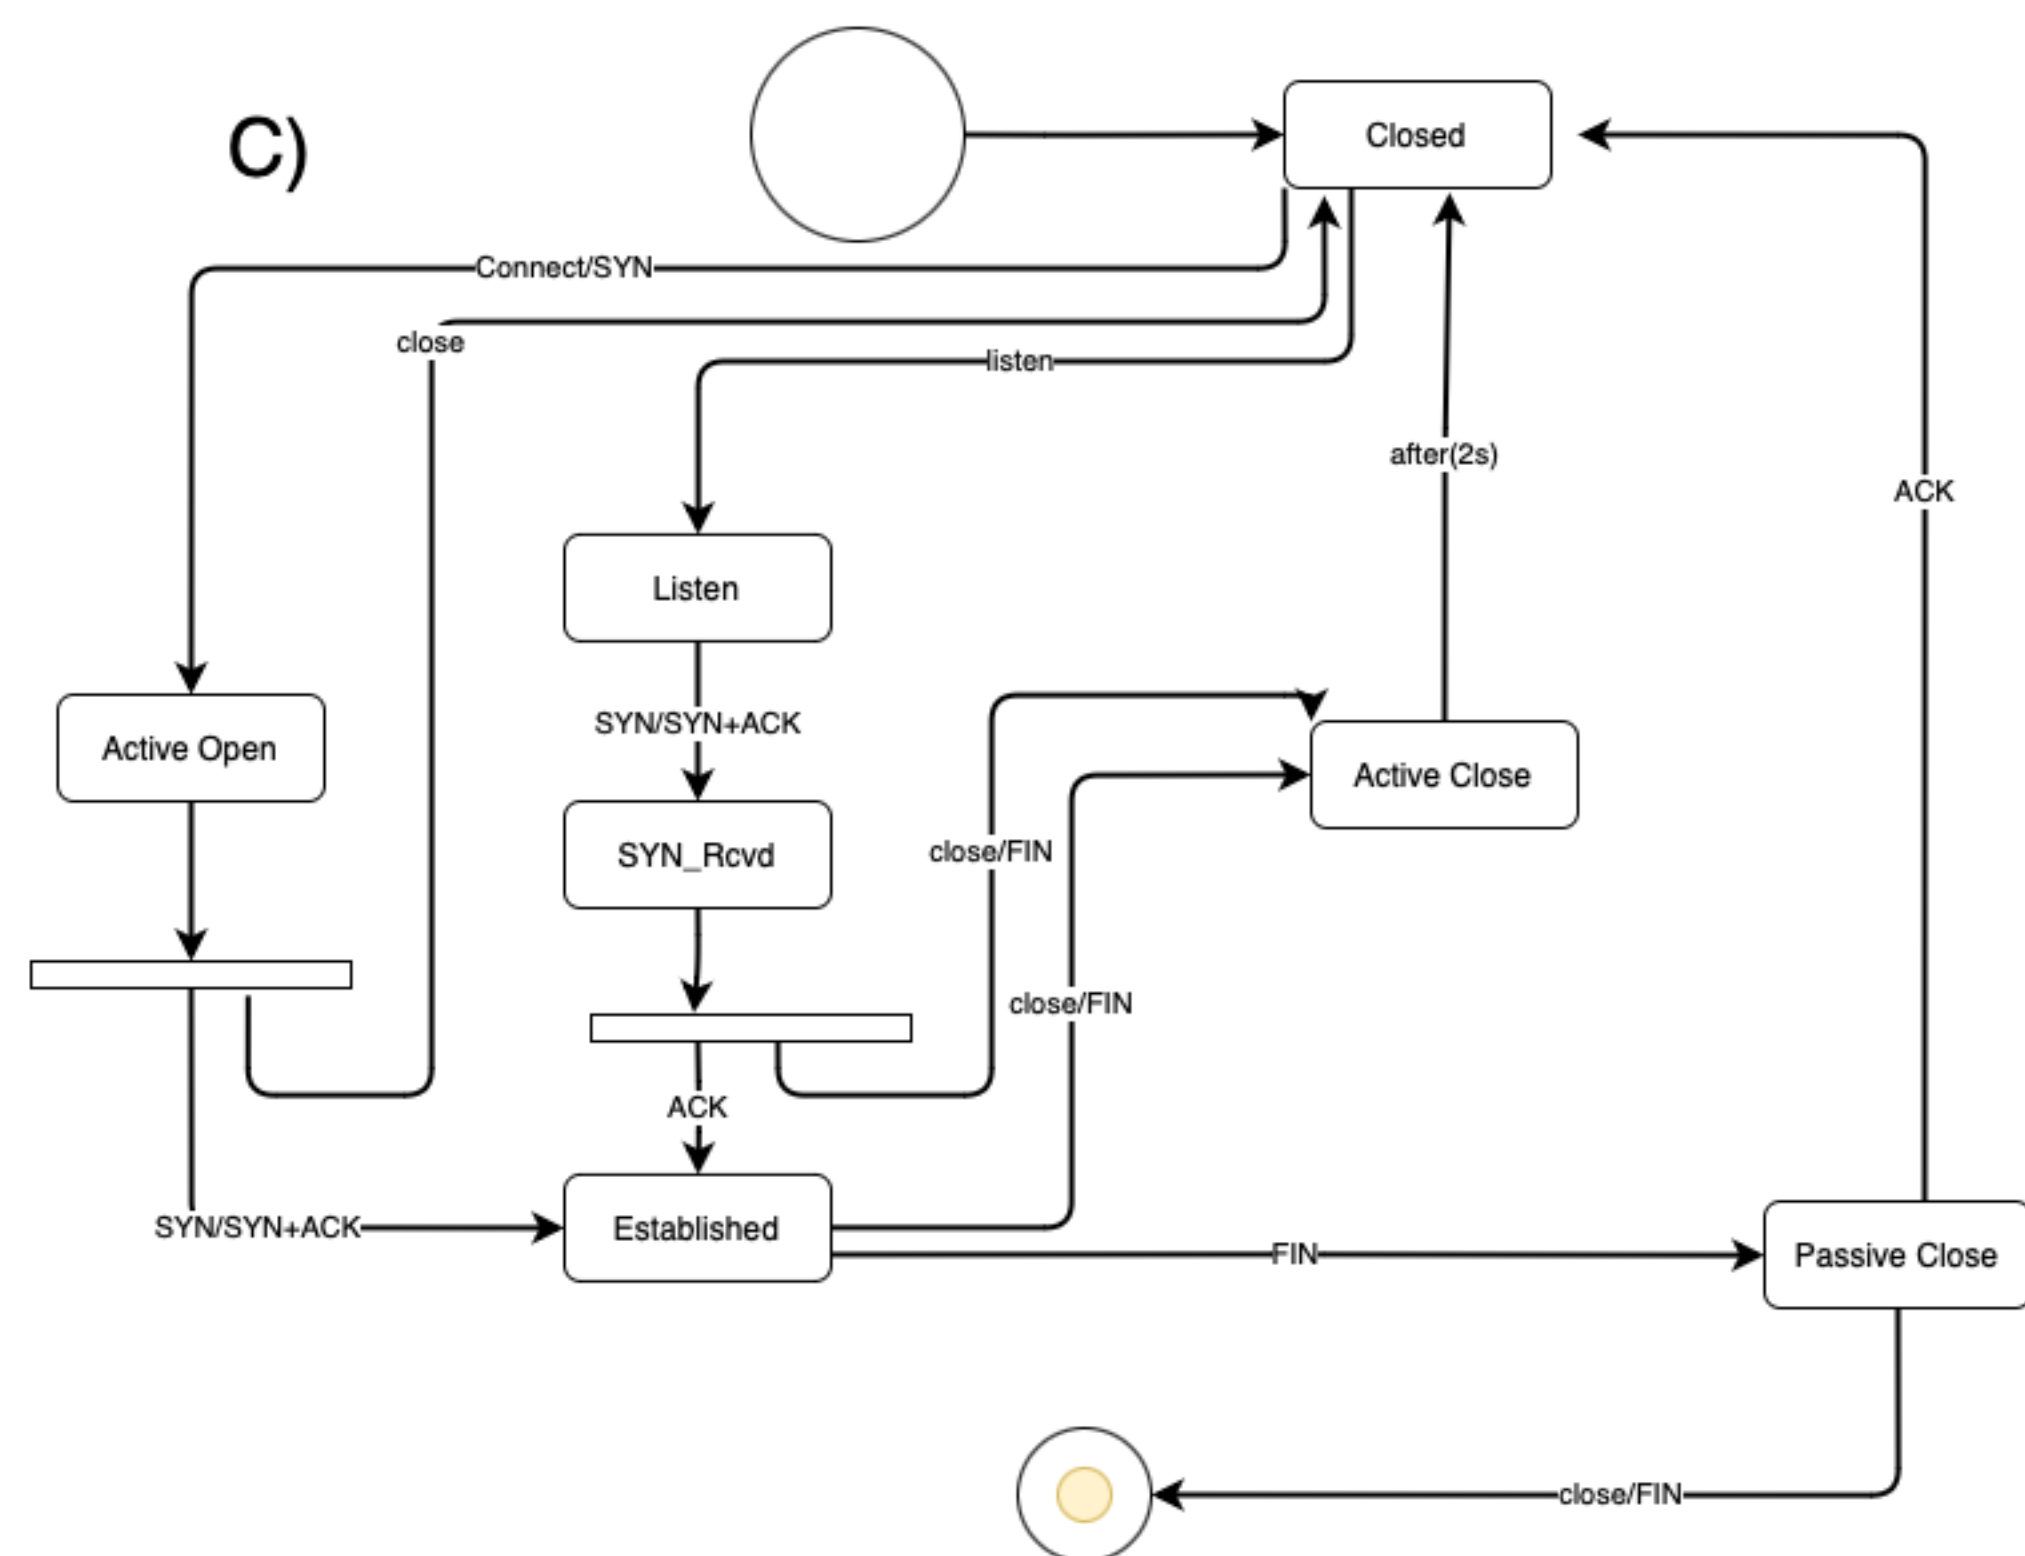 C)
Closed
Connect/SYN
close
listen
after(2s)
ACK
Listen
SYN/SYN+ACK
Active Open
Active Close
SYN_Rcvd
close/FIN
close/FIN
ACK
SYN/SYN+ACK
Established
FIN
Passive Close
close/FIN